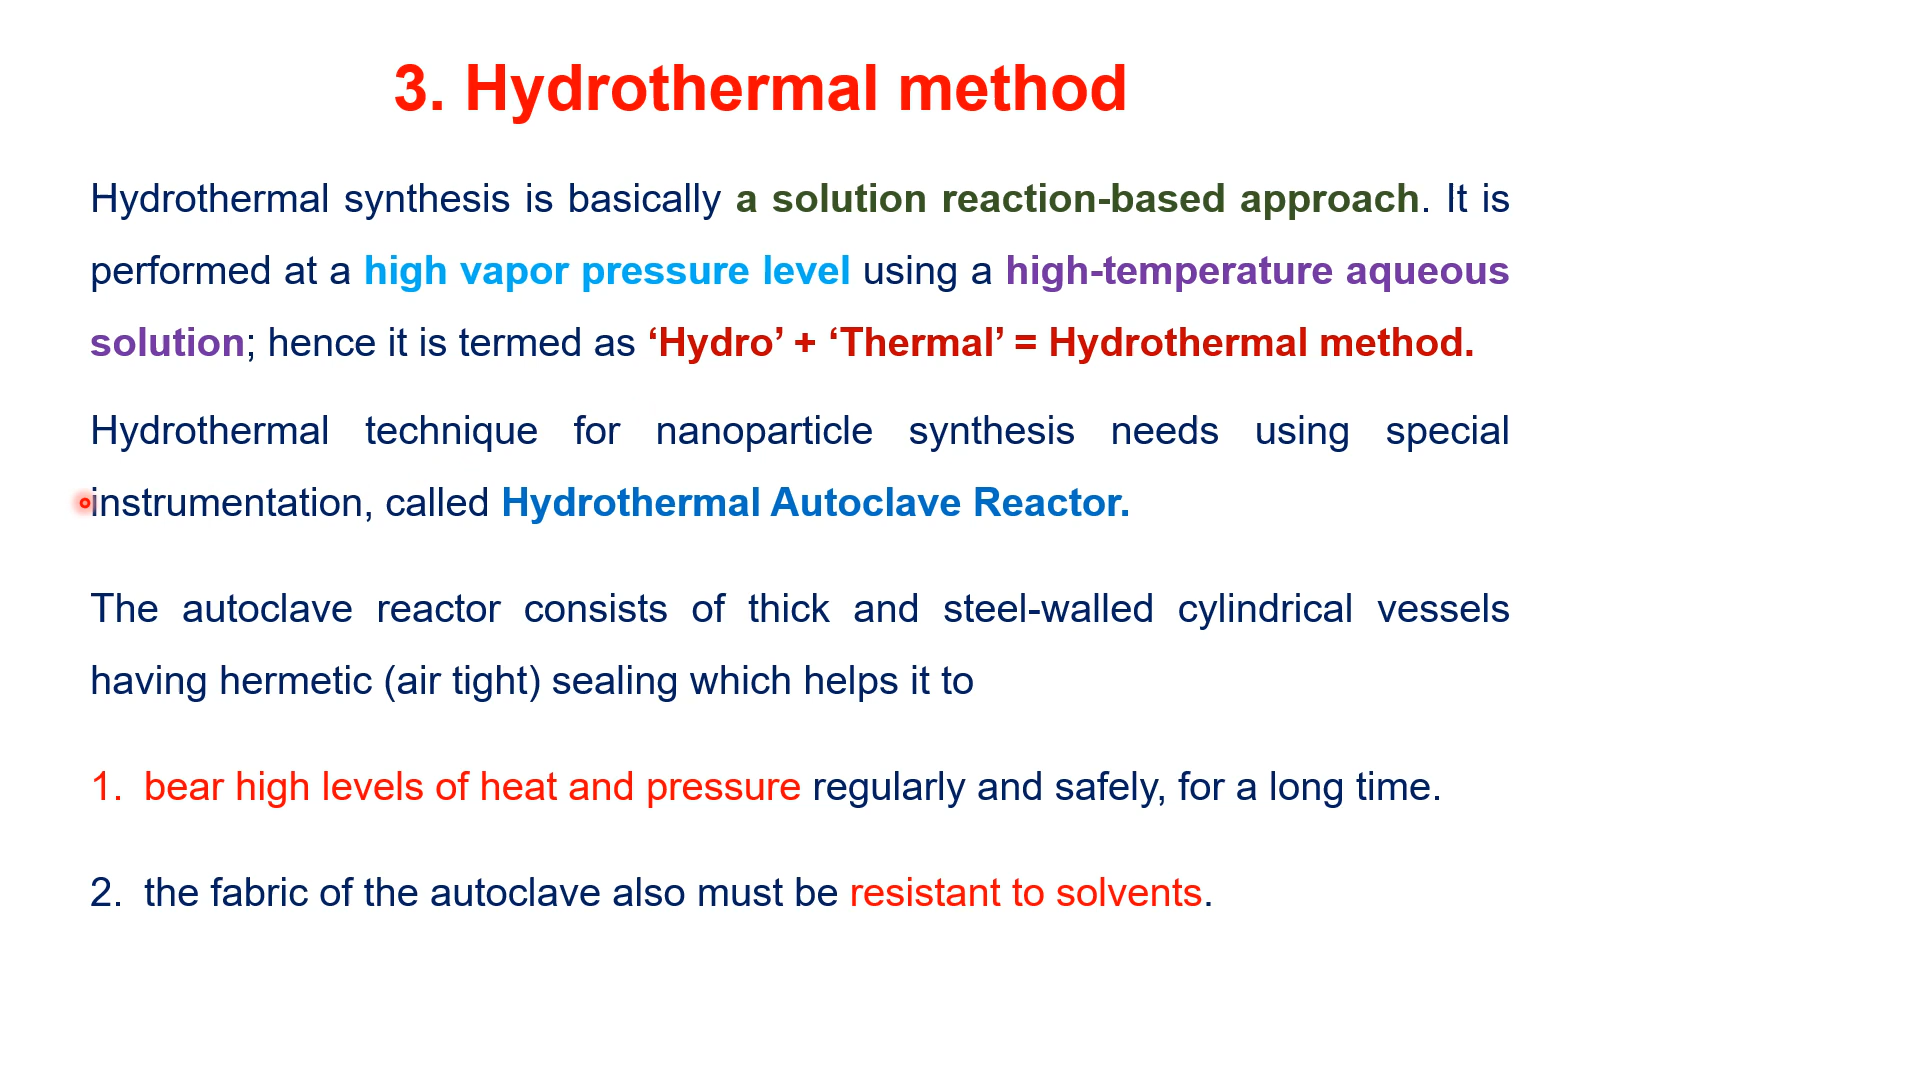 3. Hydrothermal method
Hydrothermal synthesis is basically a solution reaction-based approach. It is
performed at a high vapor pressure level using a high-temperature aqueous
solution; hence it is termed as ‘Hydro’ + ‘Thermal’ = Hydrothermal method.
Hydrothermal technique for nanoparticle synthesis needs using special
instrumentation, called Hydrothermal Autoclave Reactor.
The autoclave reactor consists of thick and steel-walled cylindrical vessels
having hermetic (air tight) sealing which helps it to
1. bear high levels of heat and pressure regularly and safely, for a long time.
2. the fabric of the autoclave also must be resistant to solvents.